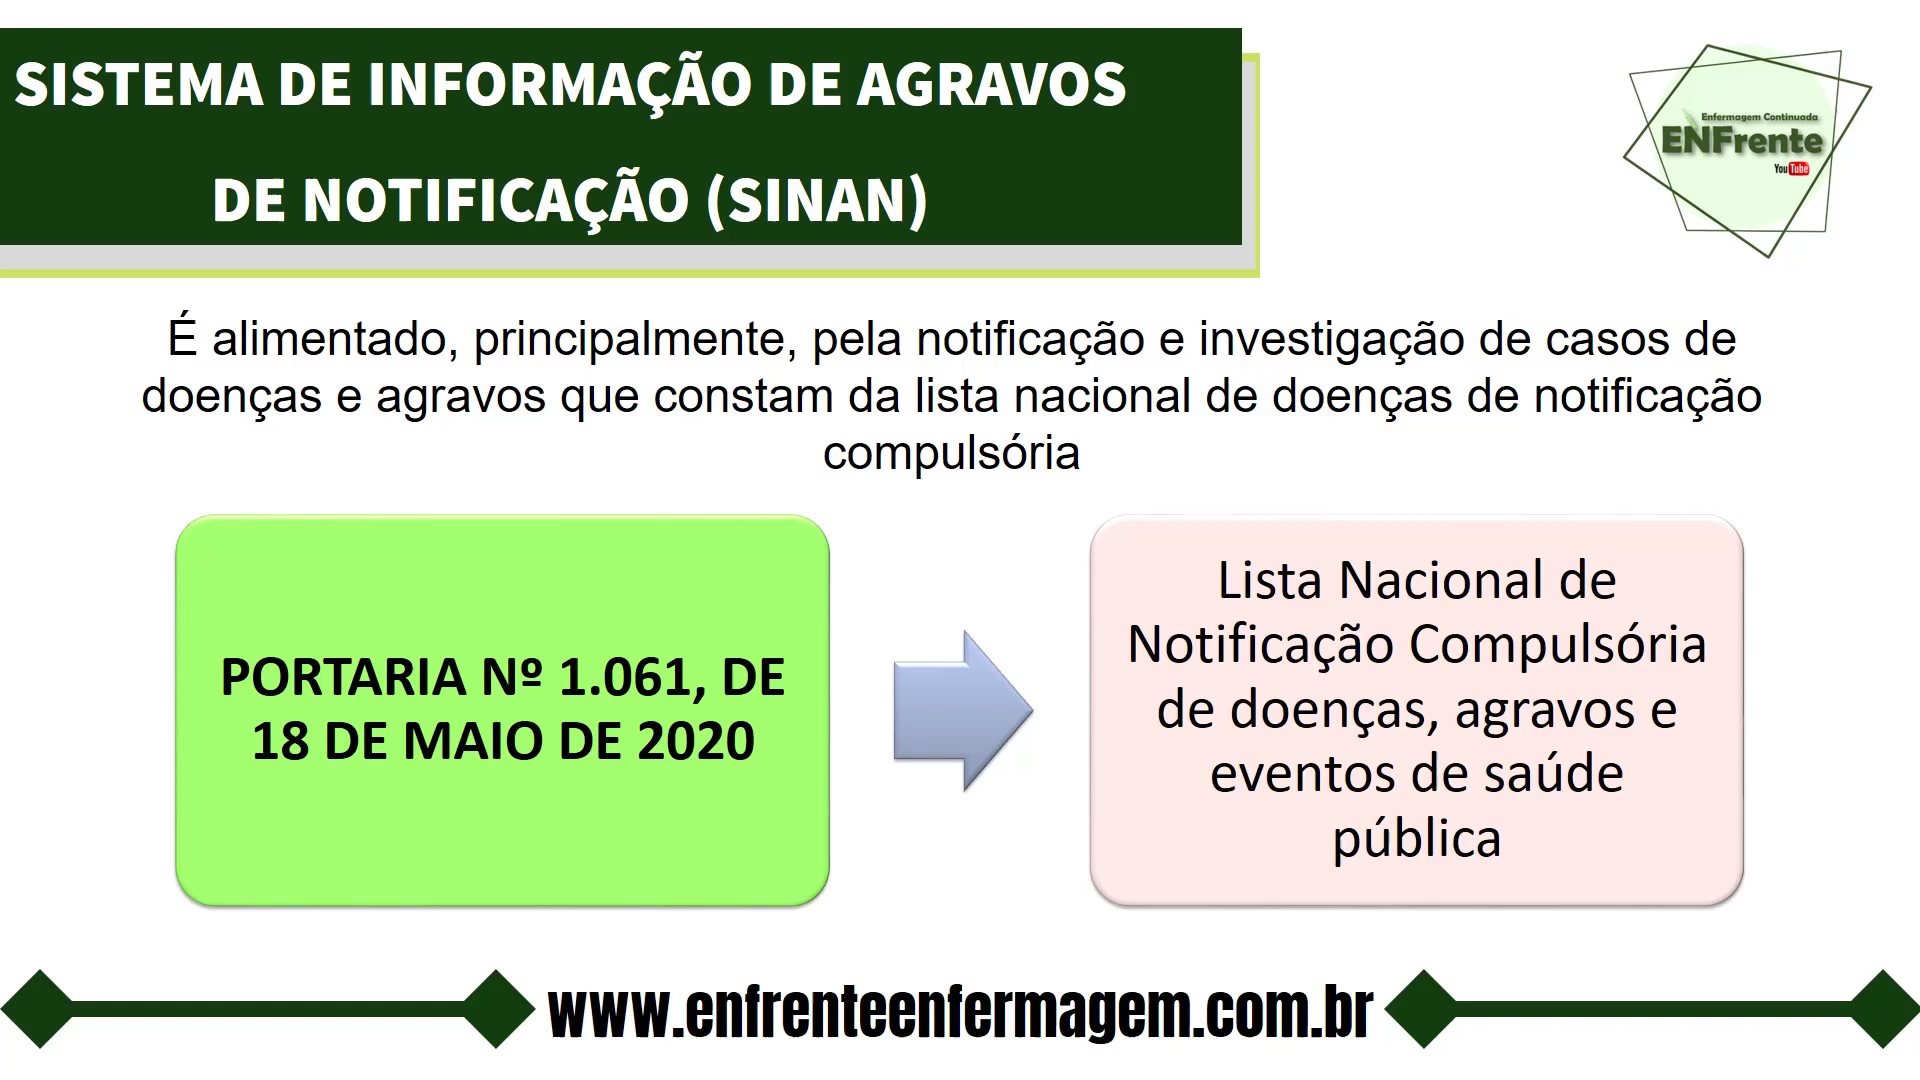 SISTEMA DE INFORMAÇÃO DE AGRAVOS
DE NOTIFICAÇÃO (SINAN)
Enfermagem Continuada
ENFrente
YouTube
É alimentado, principalmente, pela notificação e investigação de casos de
doenças e agravos que constam da lista nacional de doenças de notificação
compulsória
PORTARIA Nº 1.061, DE
18 DE MAIO DE 2020
Lista Nacional de
Notificação Compulsória
de doenças, agravos e
eventos de saúde
pública
www.enfrenteenfermagem.com.br